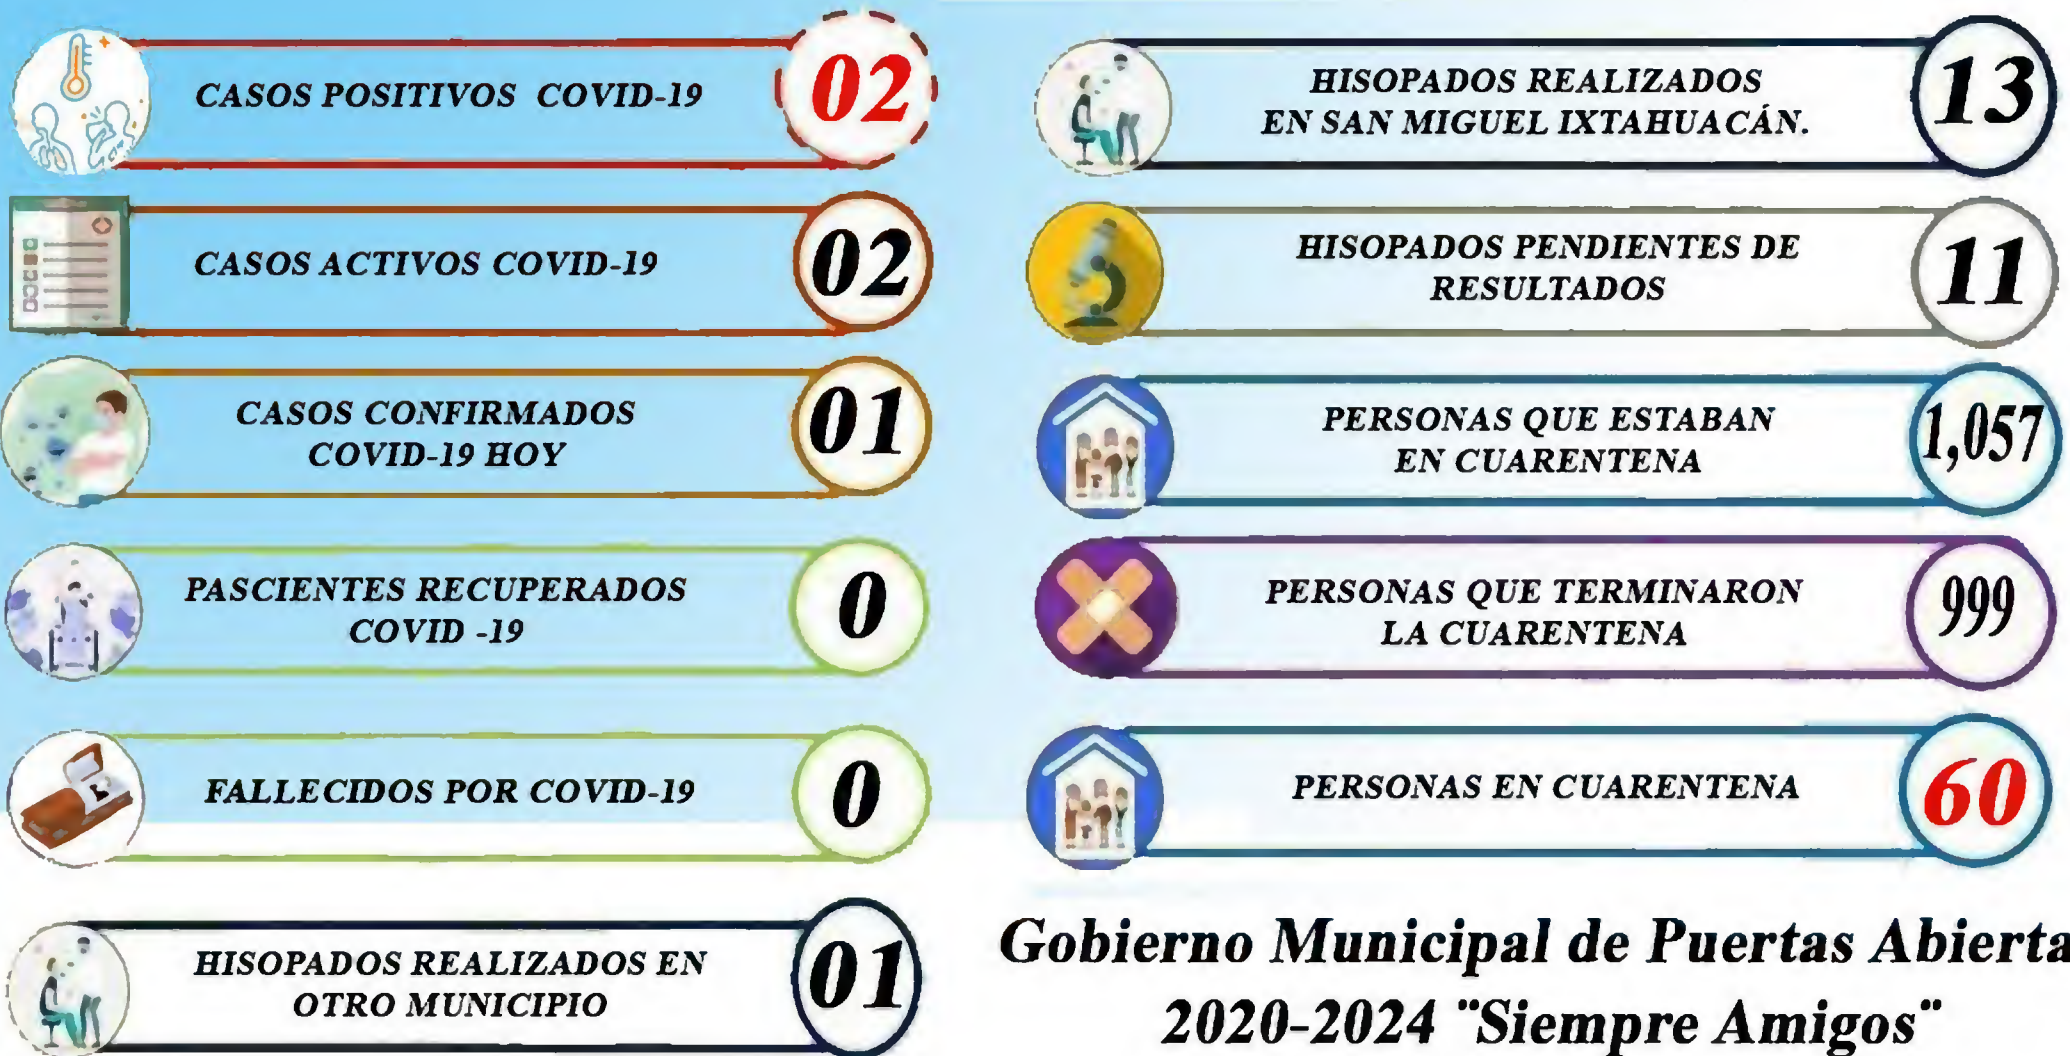 CASOS POSITIVOS COVID-19
02
CASOS ACTIVOS COVID-19
02
CASOS CONFIRMADOS
COVID-19 HOY
01
PASCIENTES RECUPERADOS
COVID -19
0
FALLECIDOS POR COVID-19
0
HISOPADOS REALIZADOS EN
OTRO MUNICIPIO
01
HISOPADOS REALIZADOS
EN SAN MIGUEL IXTAHUACÁN.
13
HISOPADOS PENDIENTES DE
RESULTADOS
11
PERSONAS QUE ESTABAN
EN CUARENTENA
1,057
PERSONAS QUE TERMINARON
LA CUARENTENA
999
PERSONAS EN CUARENTENA
60
Gobierno Municipal de Puertas Abierta
2020-2024 "Siempre Amigos"